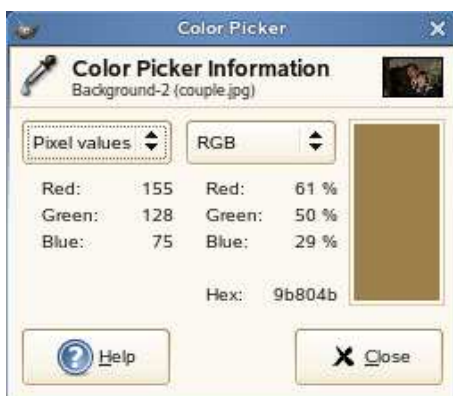 Color Picker
Color Picker Information
Background-2 (couple.jpg)
Pixel values RGB
Red: 155 Red: 61 %
Green: 128 Green: 50 %
Blue: 75 Blue: 29 %
Hex: 9b804b
Help Close